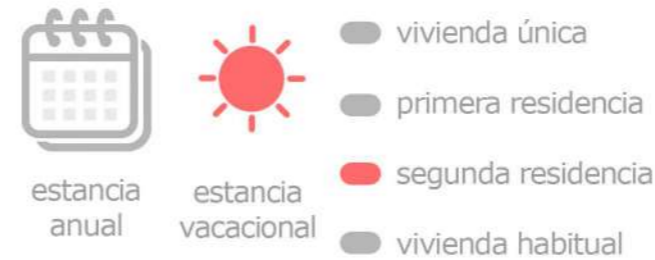 estancia
anual
estancia
vacacional
vivienda única
primera residencia
segunda residencia
vivienda habitual